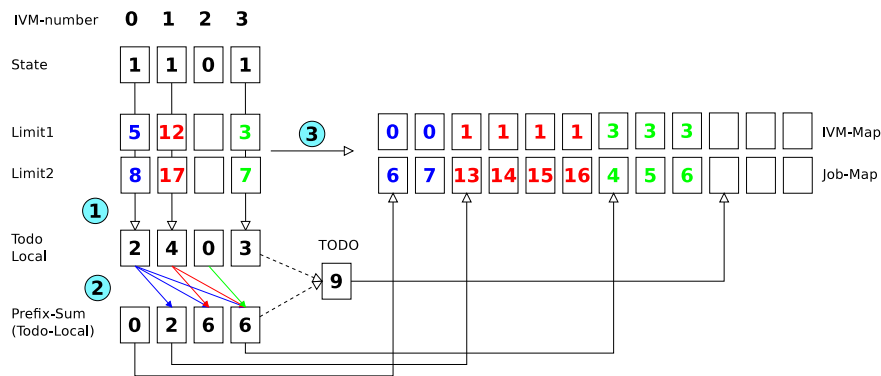 IVM-number 0 1 2 3
State 1 1 0 1
Limit1 5 12 3 3 0 0 1 1 1 1 3 3 3 IVM-Map
Limit2 8 17 7 6 7 13 14 15 16 4 5 6 Job-Map
1
Todo
Local 2 4 0 3 TODO
9
2
Prefix-Sum
(Todo-Local) 0 2 6 6